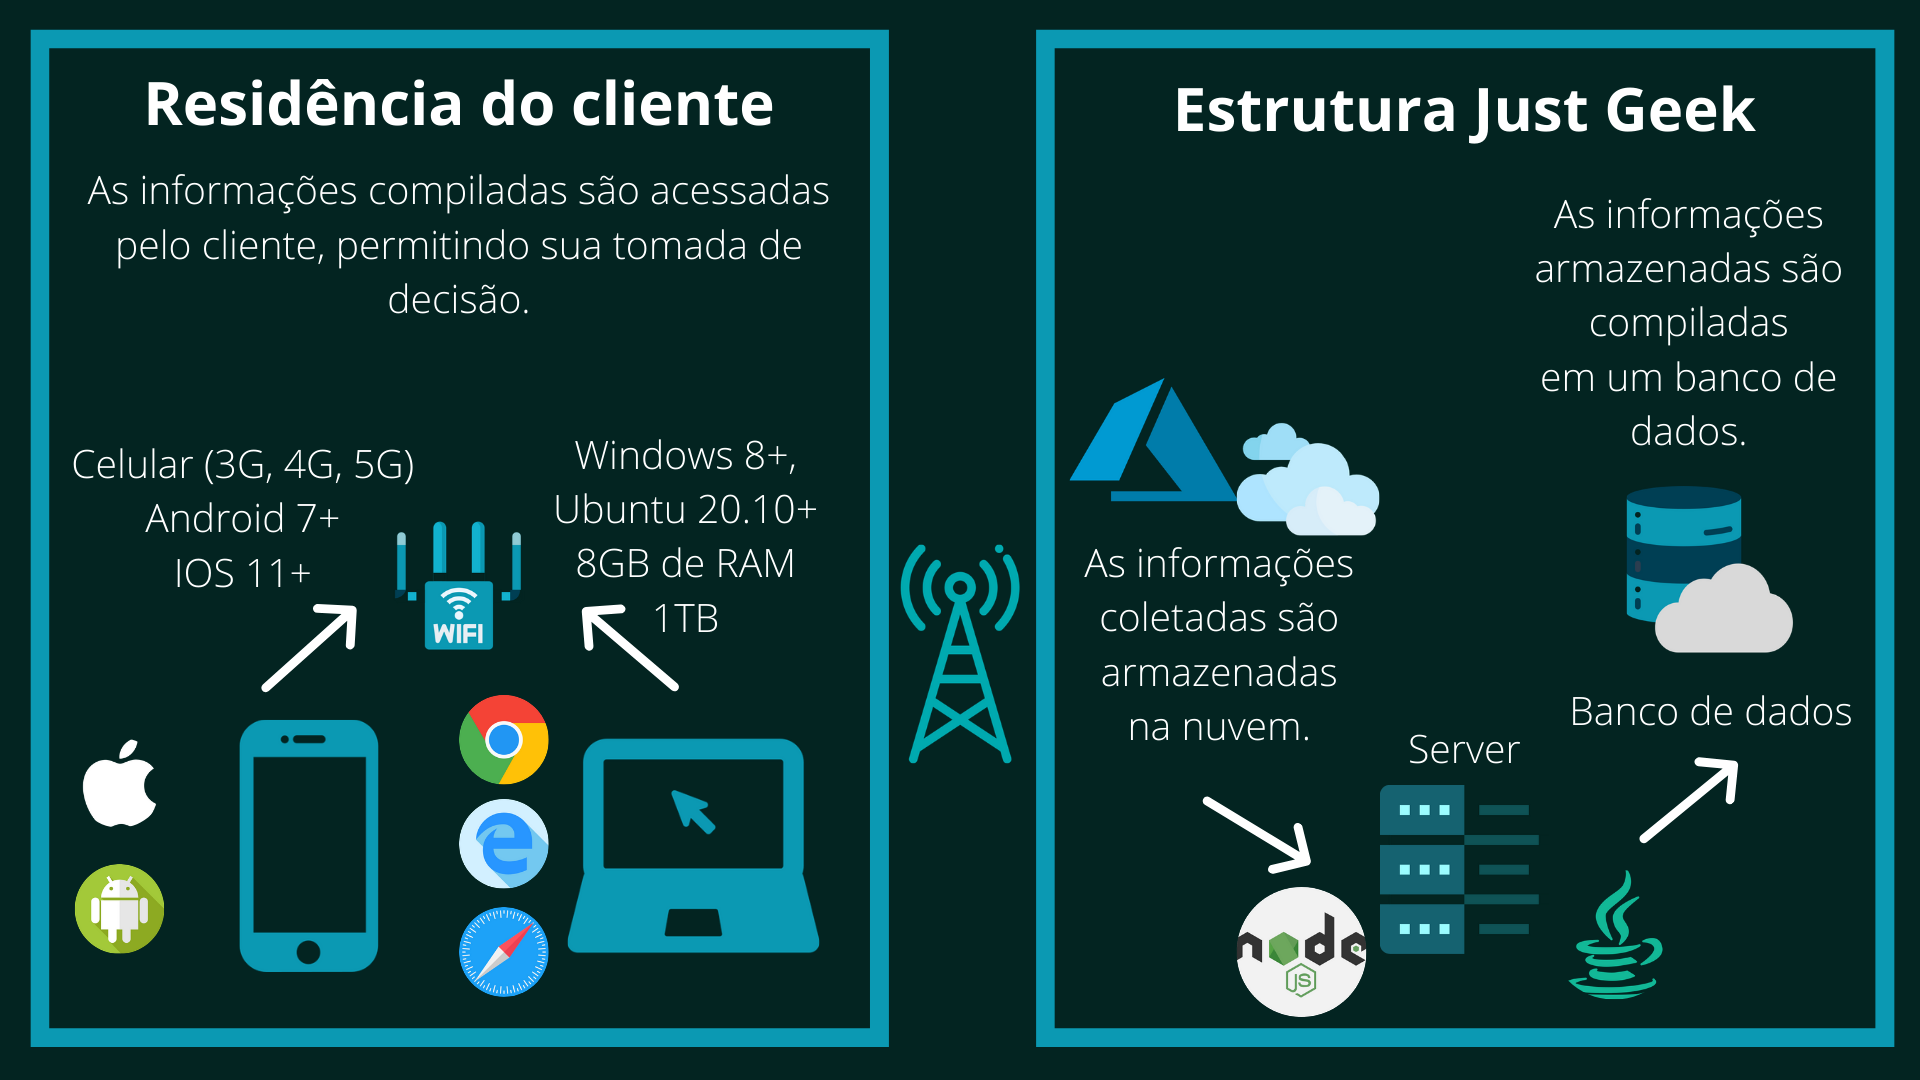 Residência do cliente
As informações compiladas são acessadas
pelo cliente, permitindo sua tomada de
decisão.
Celular (3G, 4G, 5G)
Android 7+
IOS 11+
WIFI
Windows 8+,
Ubuntu 20.10+
8GB de RAM
1TB
Estrutura Just Geek
As informações
coletadas são
armazenadas
na nuvem.
As informações
armazenadas são
compiladas
em um banco de
dados.
Banco de dados
Server
node
JS